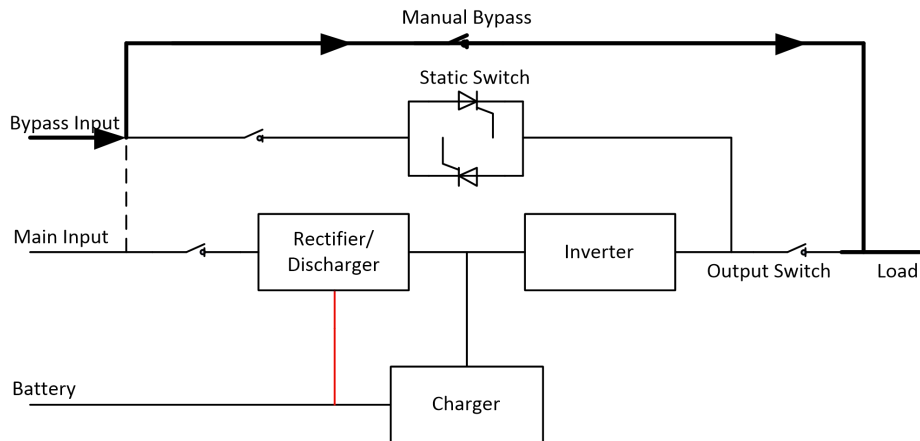 Manual Bypass
Static Switch
Bypass Input
Main Input
Rectifier/
Discharger
Inverter
Output Switch
Load
Battery
Charger